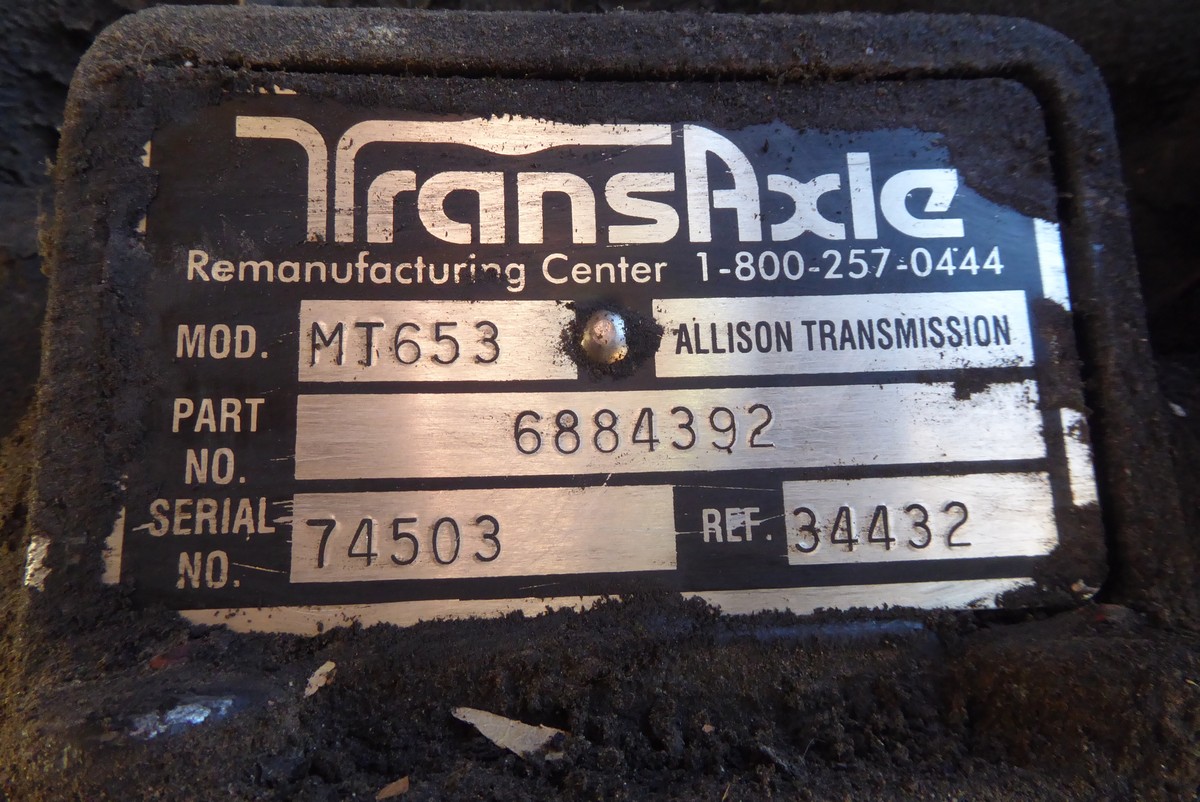 TransAxle
Remanufacturing Center 1-800-257-0444
MOD. MT653 ALLISON TRANSMISSION
PART NO. 6884392
SERIAL NO. 74503 REF. 34432